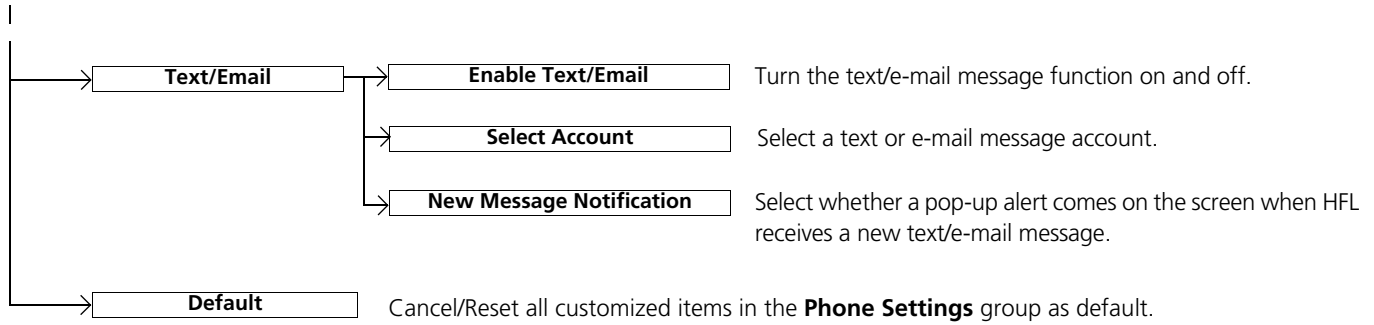 Text/Email
Enable Text/Email
Turn the text/e-mail message function on and off.
Select Account
Select a text or e-mail message account.
New Message Notification
Select whether a pop-up alert comes on the screen when HFL
receives a new text/e-mail message.
Default
Cancel/Reset all customized items in the Phone Settings group as default.